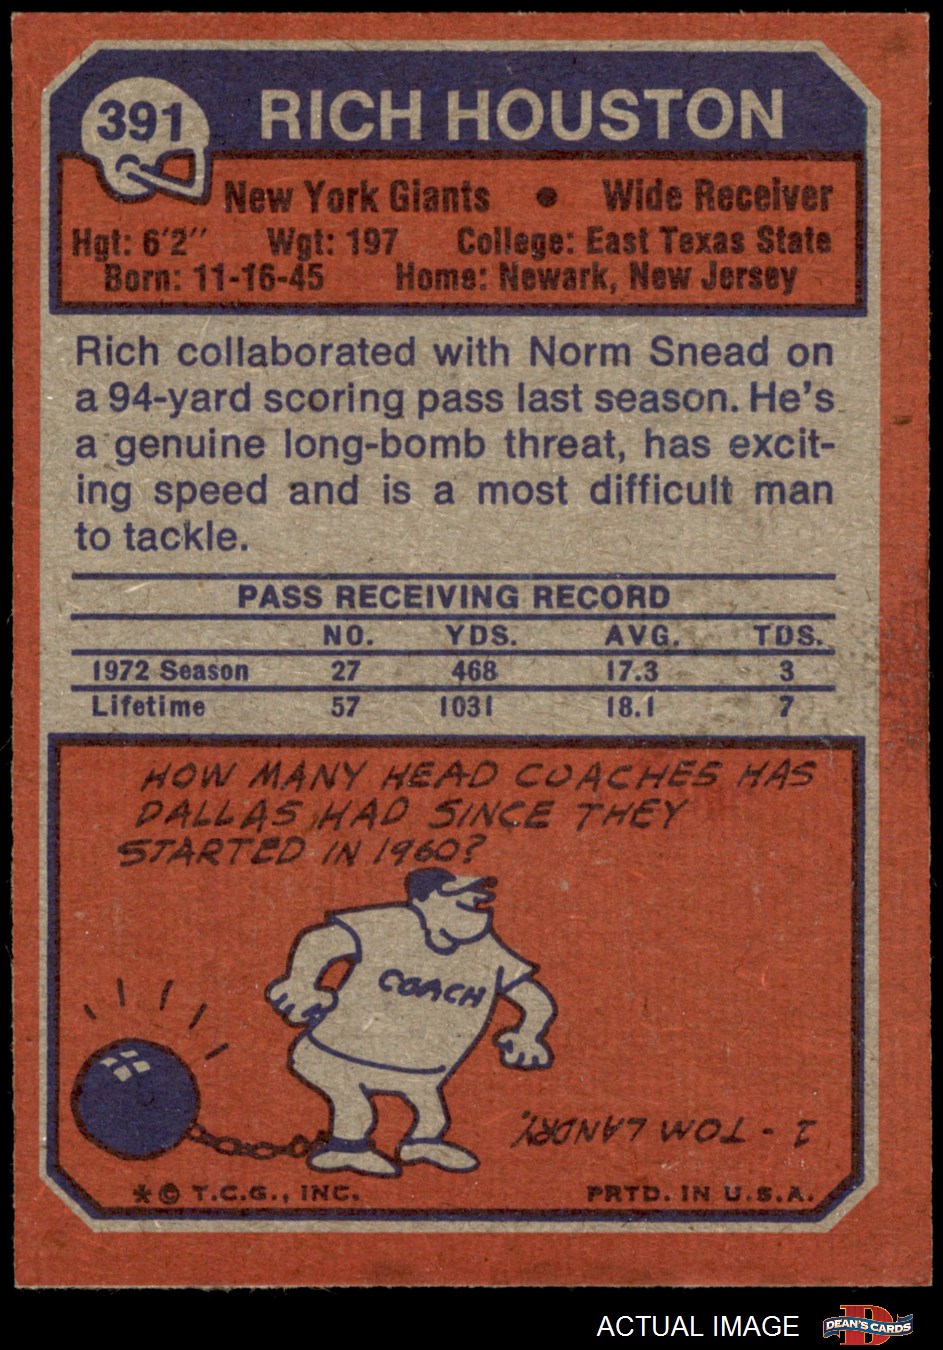 391
RICH HOUSTON
New York Giants • Wide Receiver
Hgt: 6'2" Wgt: 197 College: East Texas State
Born: 11-16-45 Home: Newark, New Jersey
Rich collaborated with Norm Snead on
a 94-yard scoring pass last season. He's
a genuine long-bomb threat, has excit-
ing speed and is a most difficult man
to tackle.
PASS RECEIVING RECORD
NO. YDS. AVG. TDS.
1972 Season 27 468 17.3 3
Lifetime 57 1031 18.1 7
HOW MANY HEAD COACHES HAS
DALLAS HAD SINCE THEY
STARTED IN 1960?
COACH
1 - TOM LANDRY.
* © T.C.G., INC. PRTD. IN U.S.A.
ACTUAL IMAGE
D
DEAN'S CARDS